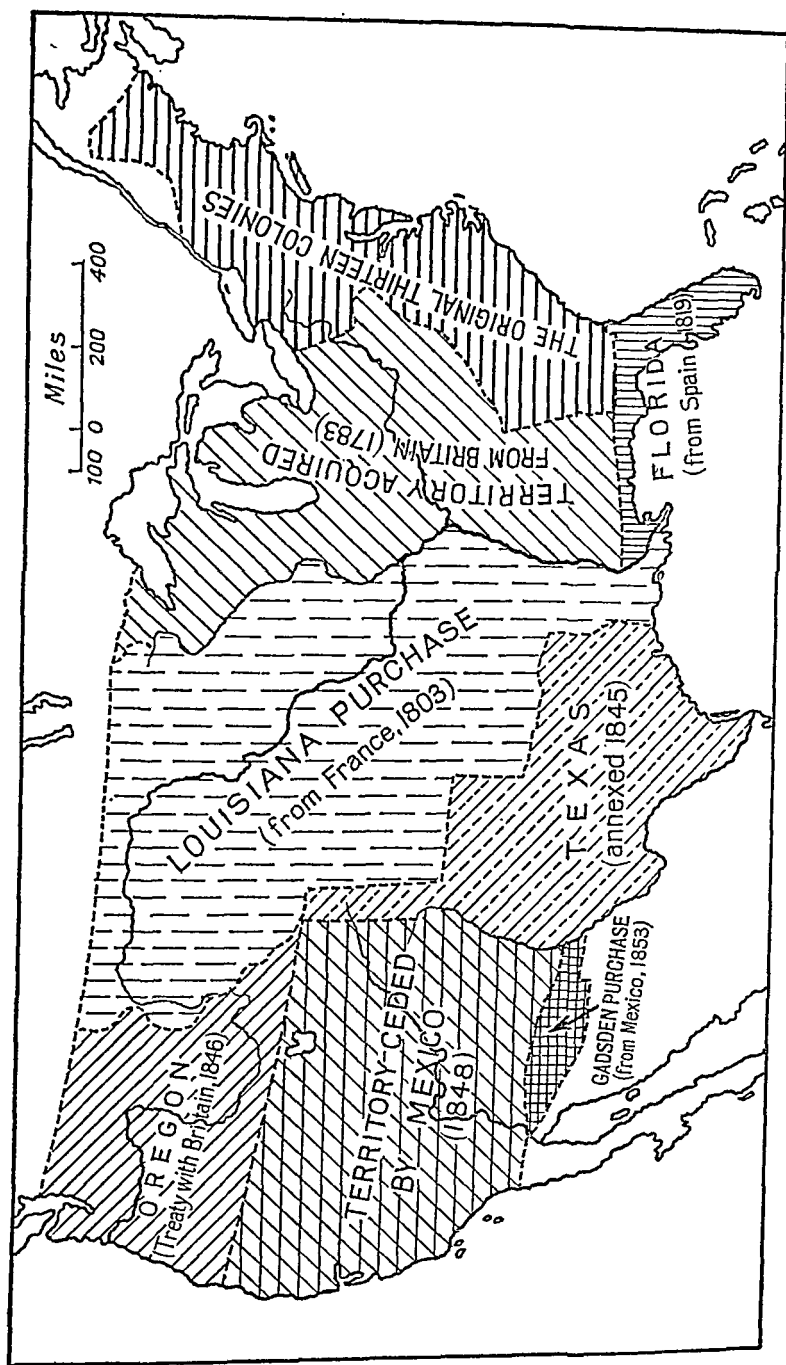 Miles
100 0 200 400
THE ORIGINAL THIRTEEN COLONIES
TERRITORY ACQUIRED
FROM BRITAIN (1783)
FLORIDA
(from Spain 1819)
LOUISIANA PURCHASE
(from France, 1803)
TEXAS
(annexed 1845)
OREGON
(Treaty with Britain, 1846)
TERRITORY CEDED
BY MEXICO
(1848)
GADSDEN PURCHASE
(from Mexico, 1853)